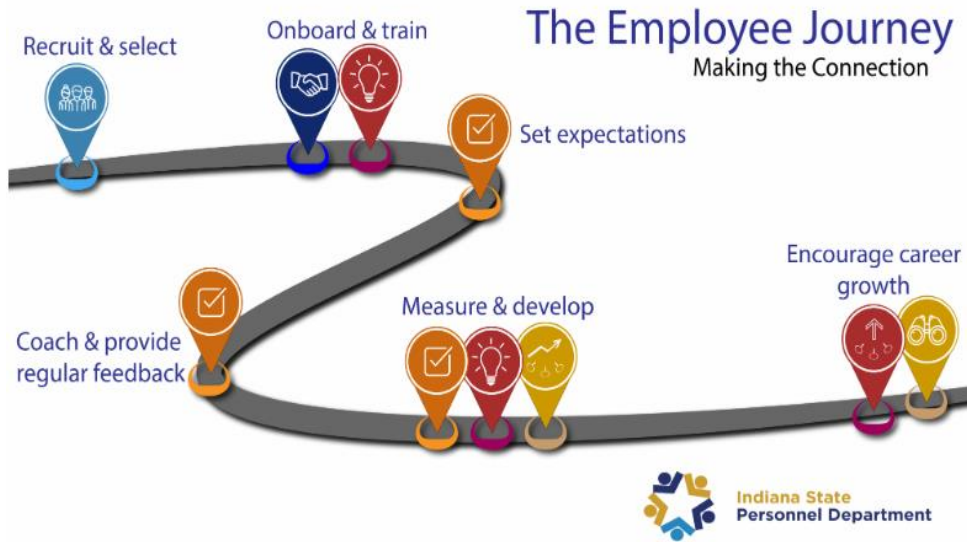 The Employee Journey
Making the Connection
Recruit & select
Onboard & train
Set expectations
Coach & provide
regular feedback
Measure & develop
Encourage career
growth
Indiana State
Personnel Department